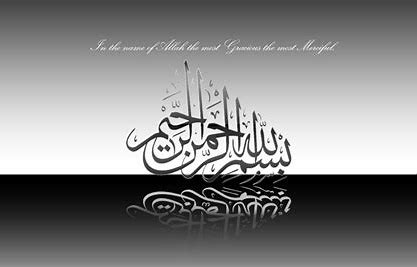 In the name of Allah the most Gracious the most Merciful.
بسم الله الرحمن الرحيم